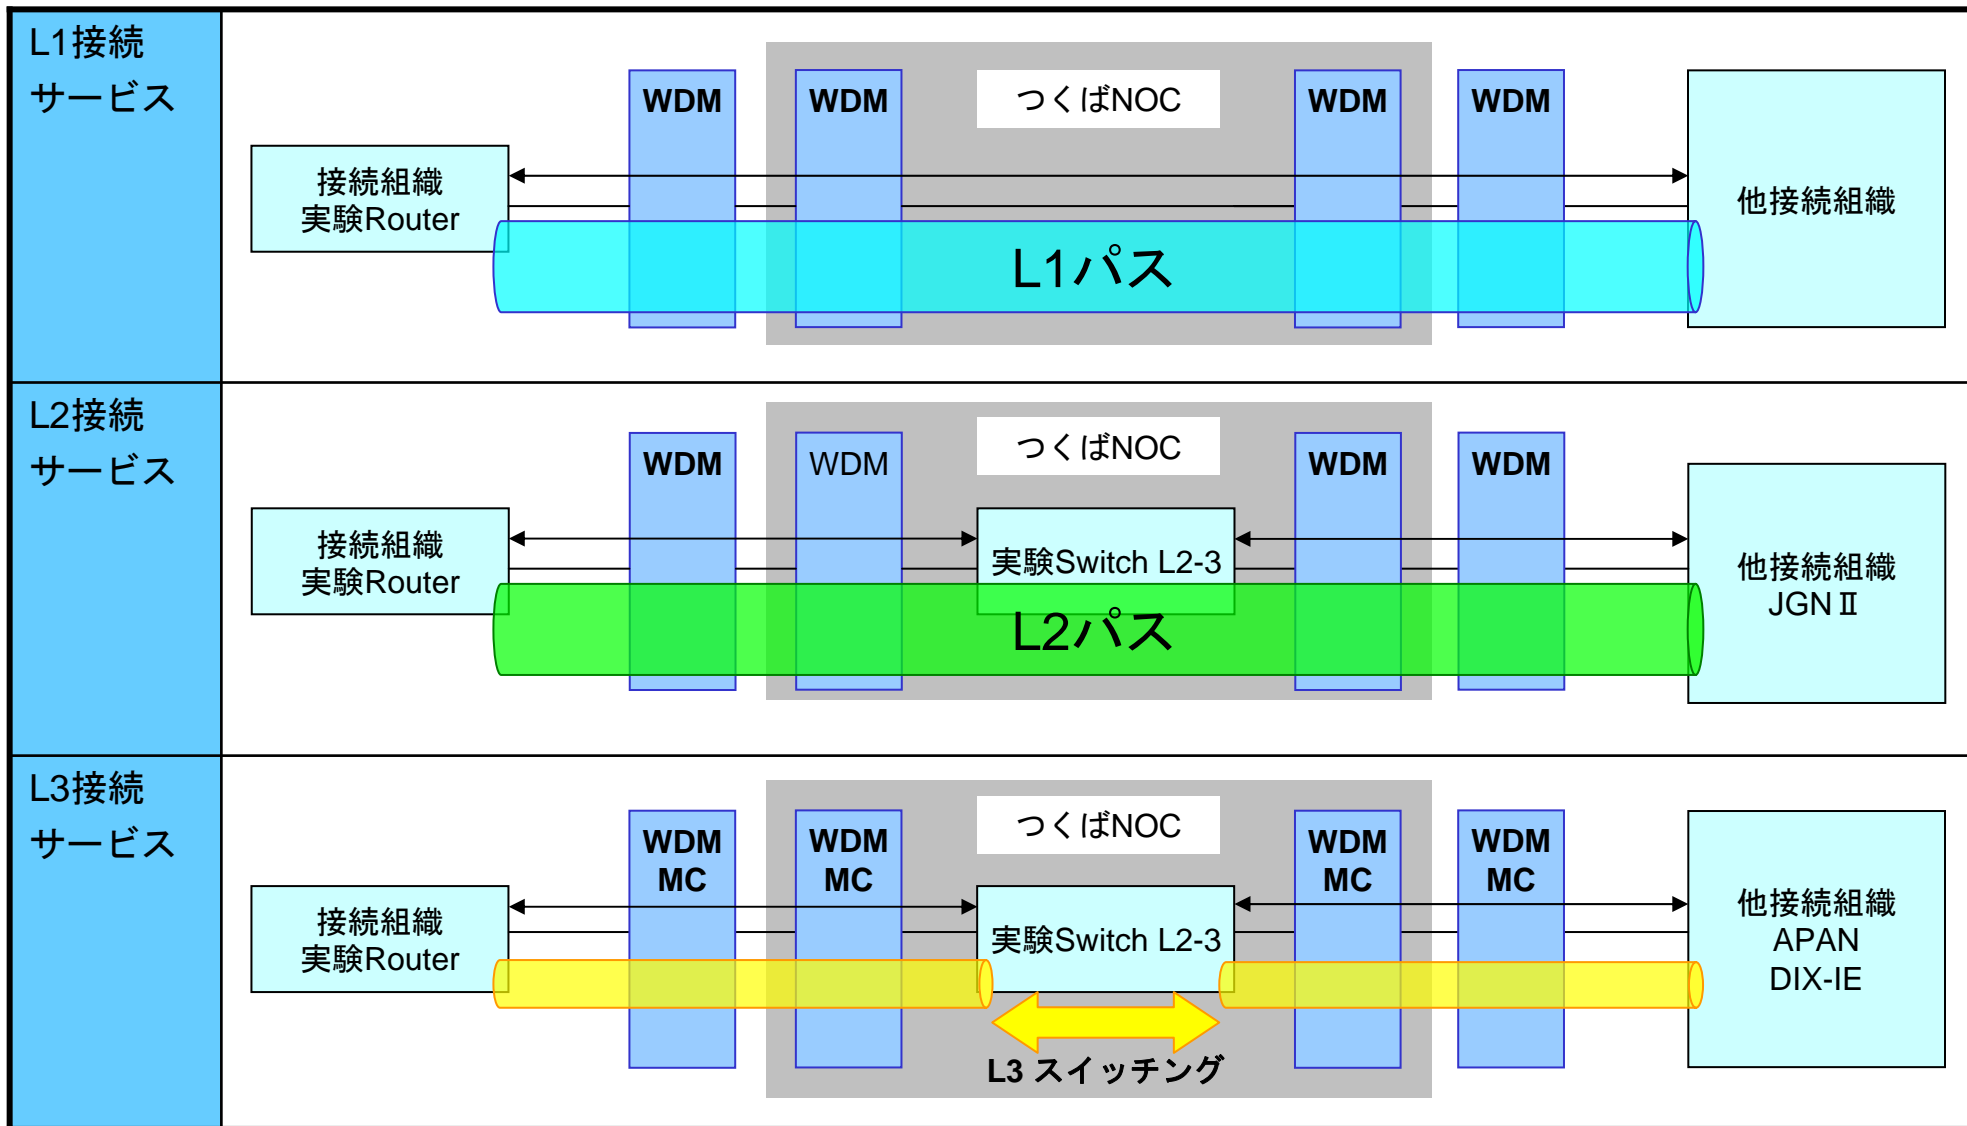 L1接続
サービス
WDM
WDM
つくばNOC
WDM
WDM
接続組織
実験Router
他接続組織
L1パス
L2接続
サービス
WDM
WDM
つくばNOC
WDM
WDM
接続組織
実験Router
実験Switch L2-3
他接続組織
JGNⅡ
L2パス
L3接続
サービス
WDM
MC
WDM
MC
つくばNOC
WDM
MC
WDM
MC
接続組織
実験Router
実験Switch L2-3
他接続組織
APAN
DIX-IE
L3 スイッチング